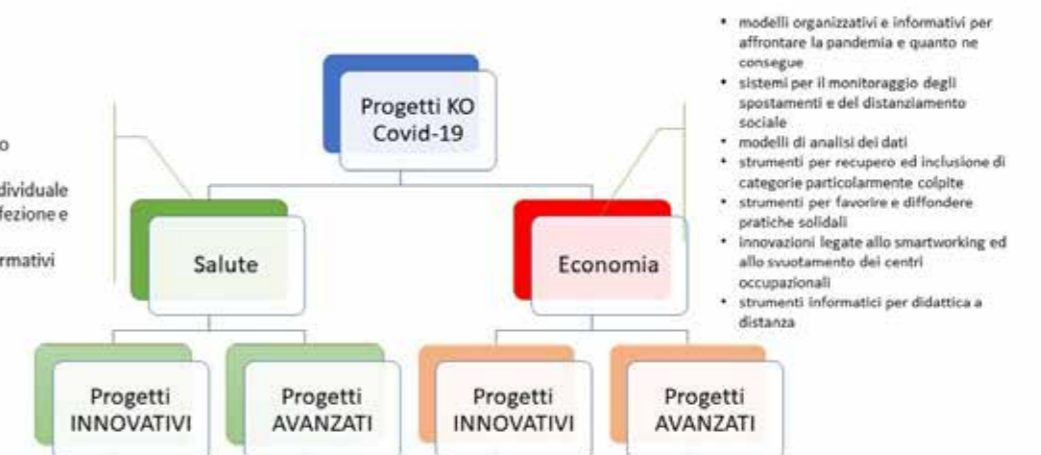 Progetti KO
Covid-19
o
dividuale
fezione e
rmativi
Salute
Economia
• modelli organizzativi e informativi per
affrontare la pandemia e quanto ne
consegue
• sistemi per il monitoraggio degli
spostamenti e del distanziamento
sociale
• modelli di analisi dei dati
• strumenti per recupero ed inclusione di
categorie particolarmente colpite
• strumenti per favorire e diffondere
pratiche solidali
• innovazioni legate allo smartworking ed
allo svuotamento dei centri
occupazionali
• strumenti informatici per didattica a
distanza
Progetti
INNOVATIVI
Progetti
AVANZATI
Progetti
INNOVATIVI
Progetti
AVANZATI